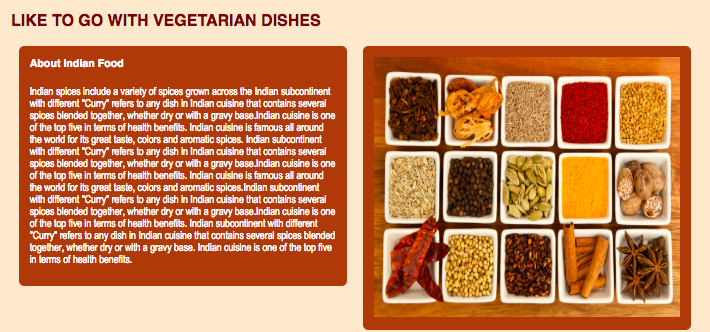 LIKE TO GO WITH VEGETARIAN DISHES
About Indian Food
Indian spices include a variety of spices grown across the Indian subcontinent
with different "Curry" refers to any dish in Indian cuisine that contains several
spices blended together, whether dry or with a gravy base.Indian cuisine is one
of the top five in terms of health benefits. Indian cuisine is famous all around
the world for its great taste, colors and aromatic spices. Indian subcontinent
with different "Curry" refers to any dish in Indian cuisine that contains several
spices blended together, whether dry or with a gravy base.Indian cuisine is one
of the top five in terms of health benefits. Indian cuisine is famous all around
the world for its great taste, colors and aromatic spices.Indian subcontinent
with different "Curry" refers to any dish in Indian cuisine that contains several
spices blended together, whether dry or with a gravy base.Indian cuisine is one
of the top five in terms of health benefits. Indian subcontinent with different
"Curry" refers to any dish in Indian cuisine that contains several spices blended
together, whether dry or with a gravy base. Indian cuisine is one of the top five
in terms of health benefits.